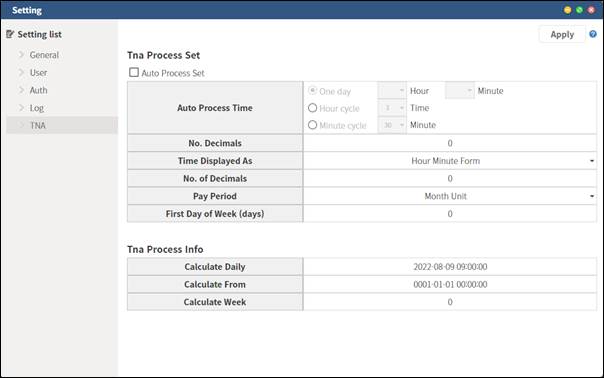 Setting
Setting list
General
User
Auth
Log
TNA
Apply
?
Tna Process Set
Auto Process Set
Auto Process Time
One day Hour Minute
Hour cycle 1 Time
Minute cycle 30 Minute
No. Decimals 0
Time Displayed As Hour Minute Form
No. of Decimals 0
Pay Period Month Unit
First Day of Week (days) 0
Tna Process Info
Calculate Daily 2022-08-09 09:00:00
Calculate From 0001-01-01 00:00:00
Calculate Week 0